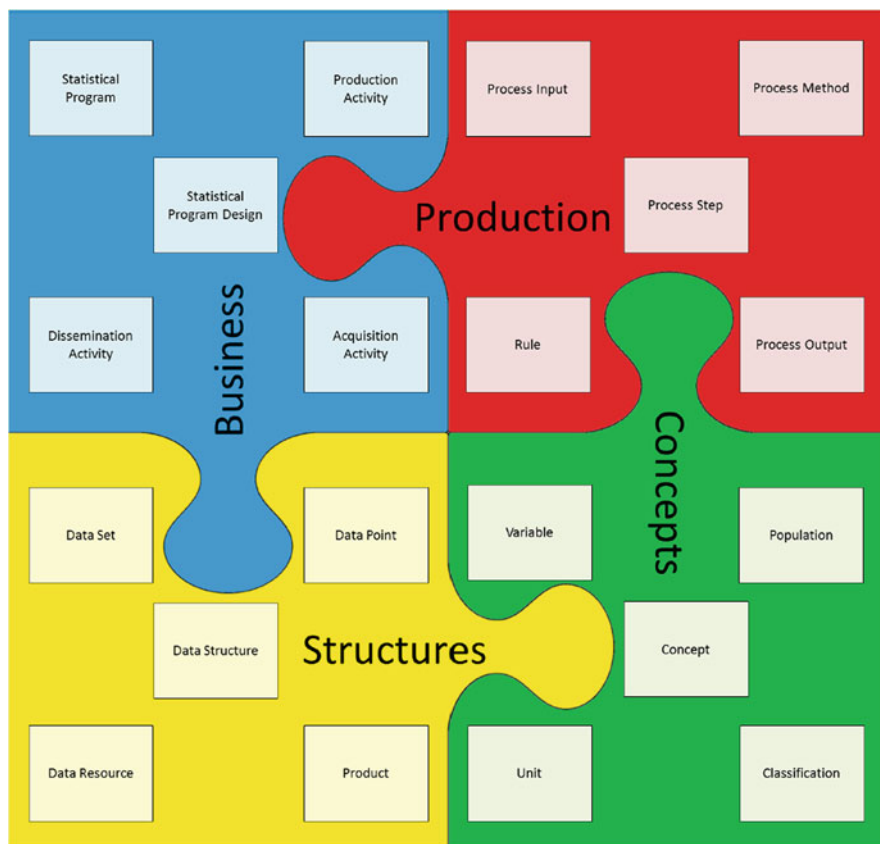 Statistical
Program
Production
Activity
Process Input
Process Method
Statistical
Program Design
Production
Process Step
Business
Dissemination
Activity
Acquisition
Activity
Rule
Process Output
Concepts
Data Set
Data Point
Variable
Population
Data Structure
Structures
Concept
Data Resource
Product
Unit
Classification